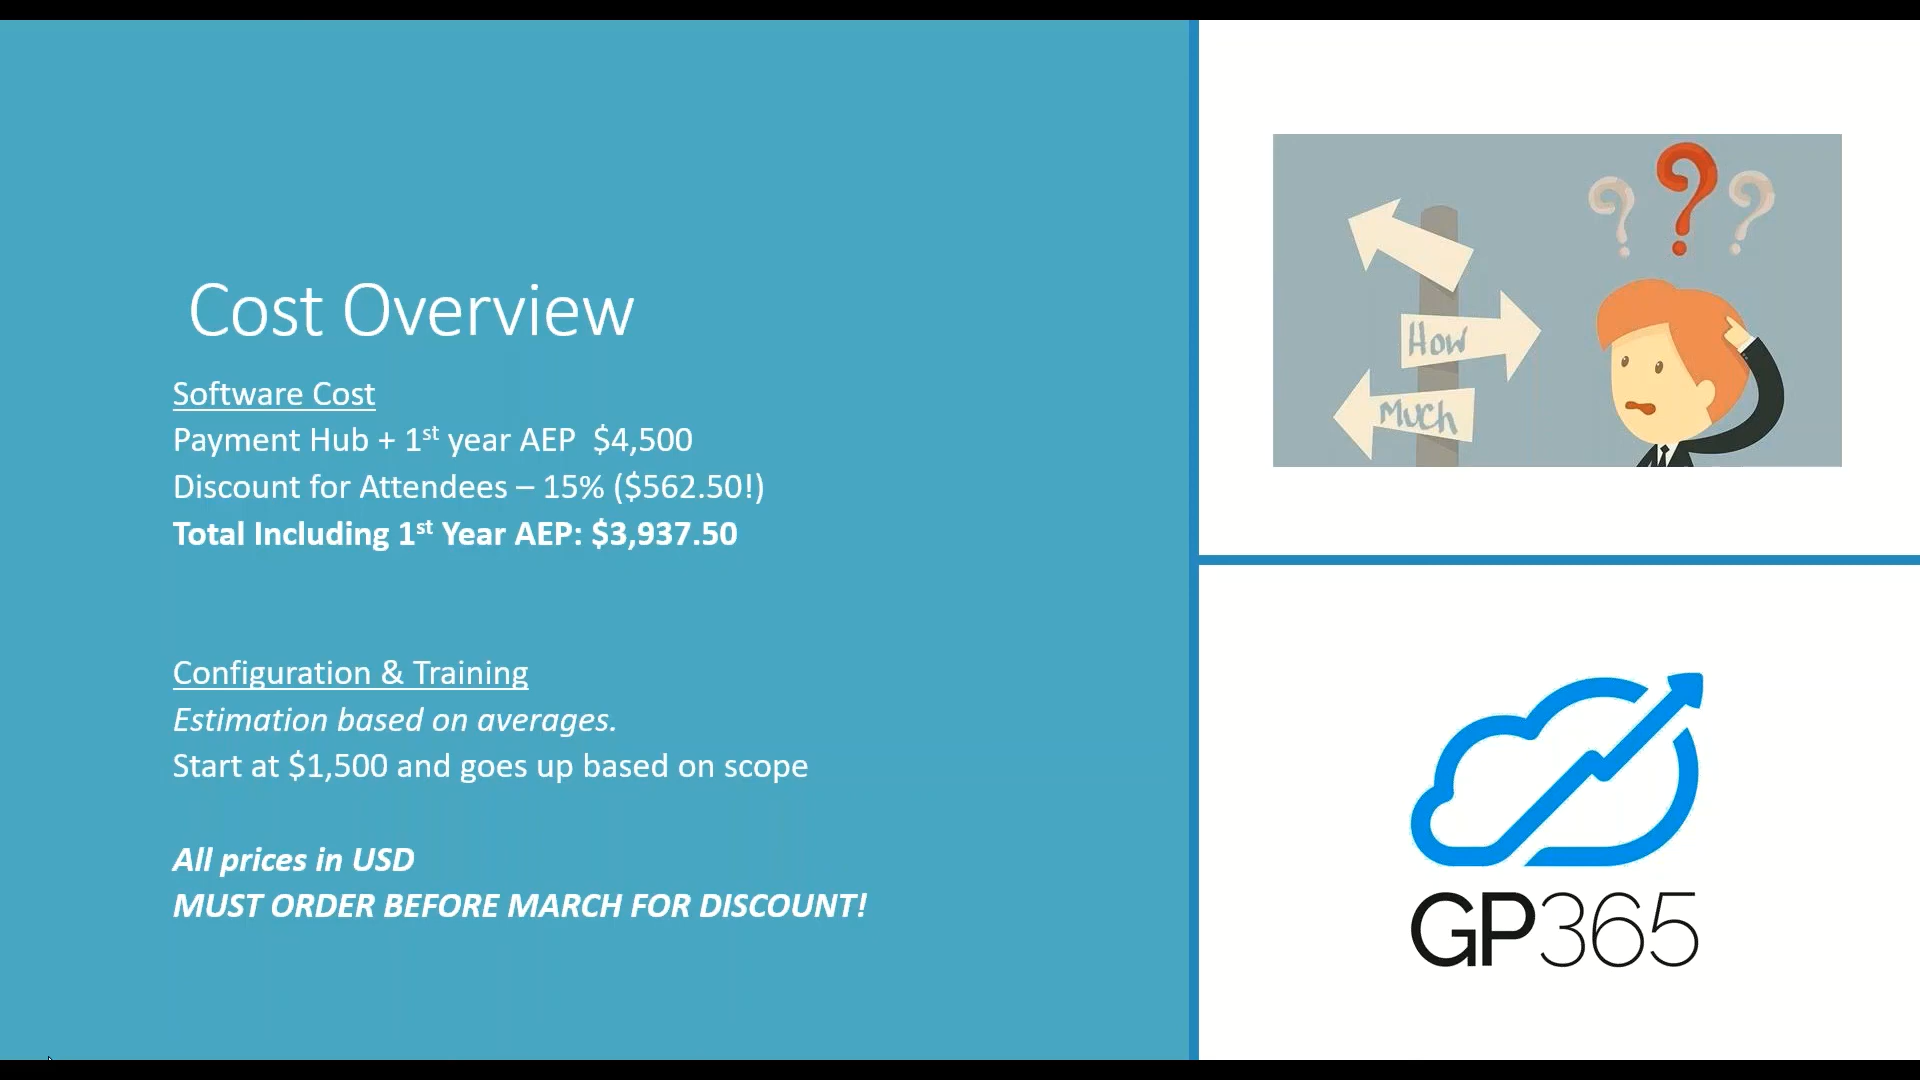 Cost Overview
Software Cost
Payment Hub + 1st year AEP  $4,500
Discount for Attendees – 15% ($562.50!)
Total Including 1st Year AEP: $3,937.50
Configuration & Training
Estimation based on averages.
Start at $1,500 and goes up based on scope
All prices in USD
MUST ORDER BEFORE MARCH FOR DISCOUNT!
? ? ?
How
Much
GP365